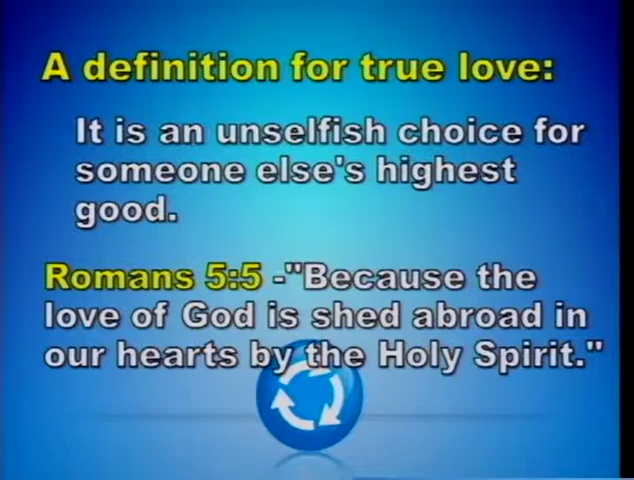 A definition for true love:
It is an unselfish choice for
someone else's highest
good.
Romans 5:5 -"Because the
love of God is shed abroad in
our hearts by the Holy Spirit."